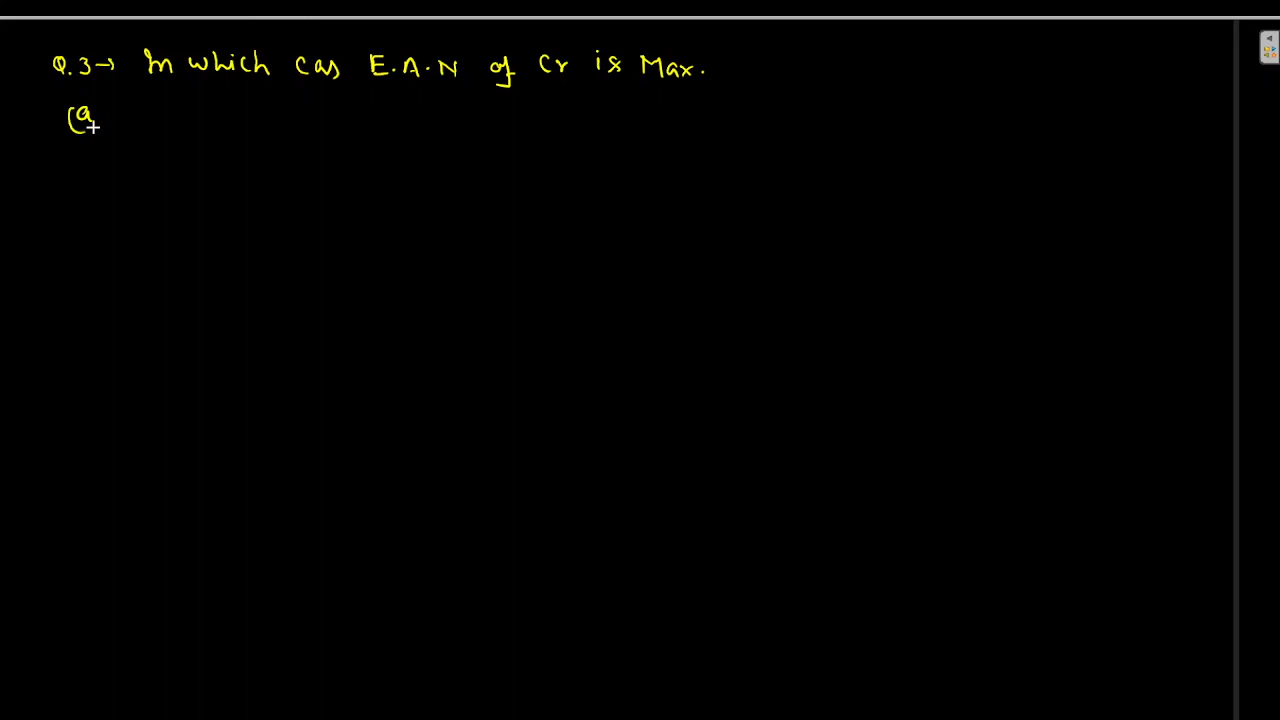 Q.3→ In which cas E.A.N of Cr is Max.
(a